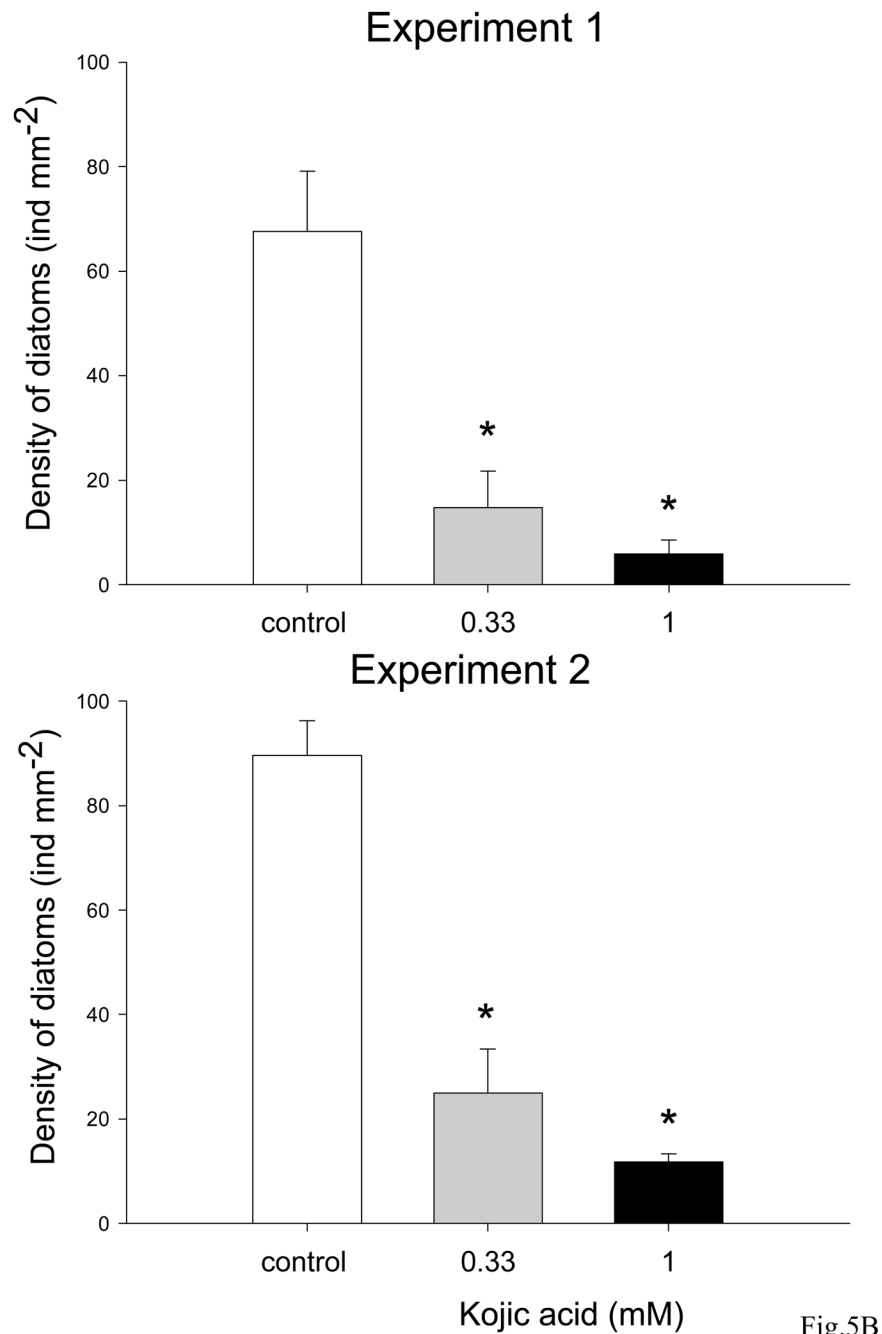 Experiment 1
Density of diatoms (ind mm⁻²)
100
80
60
40
20
0
*
*
control 0.33 1
Experiment 2
Density of diatoms (ind mm⁻²)
100
80
60
40
20
0
*
*
control 0.33 1
Kojic acid (mM)
Fig.5B